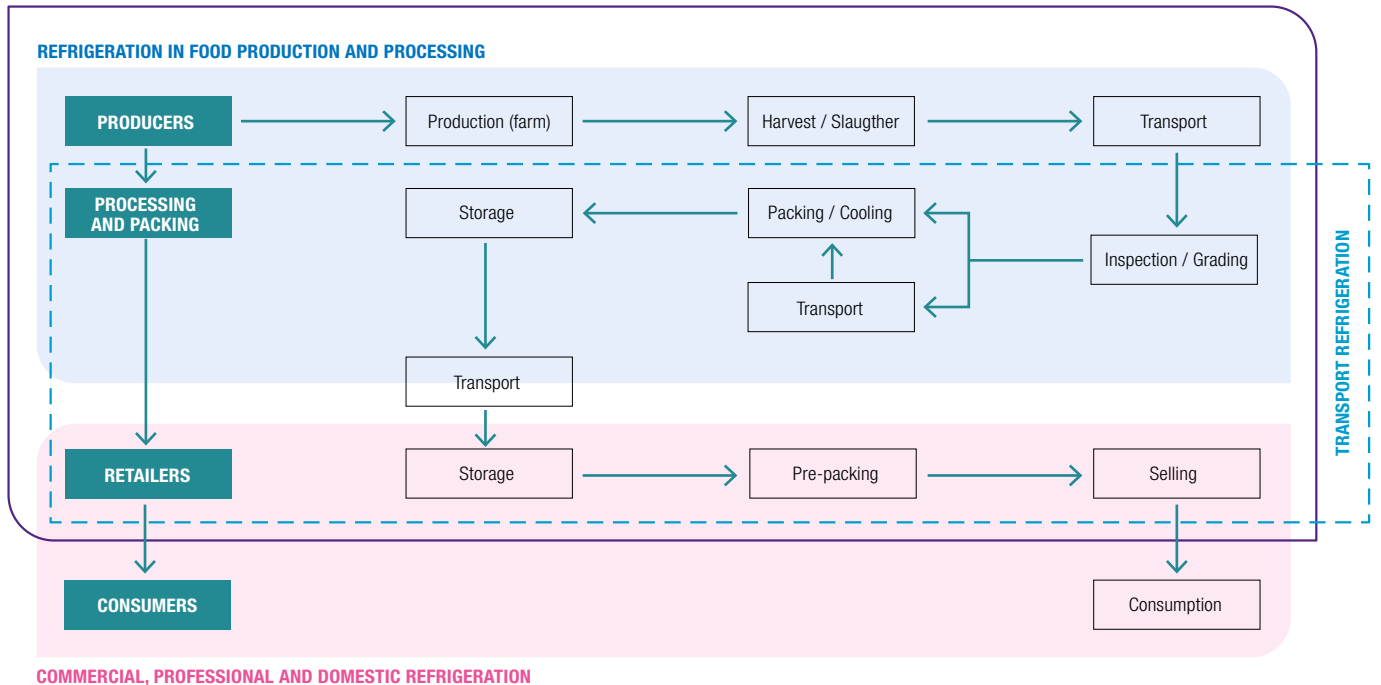 REFRIGERATION IN FOOD PRODUCTION AND PROCESSING
PRODUCERS
Production (farm)
Harvest / Slaugther
Transport
PROCESSING
AND PACKING
Storage
Packing / Cooling
Inspection / Grading
Transport
Transport
TRANSPORT REFRIGERATION
RETAILERS
Storage
Pre-packing
Selling
CONSUMERS
Consumption
COMMERCIAL, PROFESSIONAL AND DOMESTIC REFRIGERATION